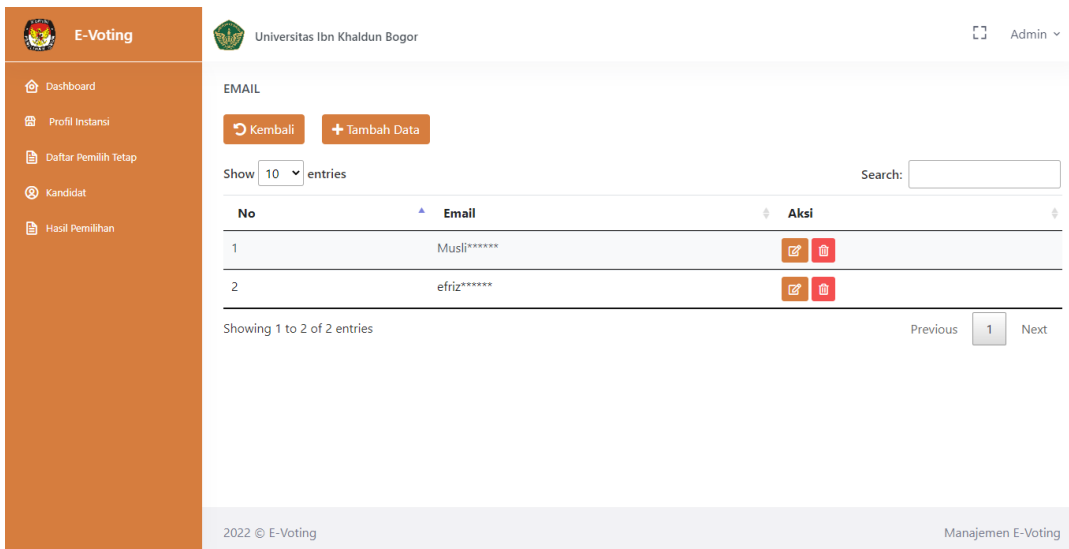 E-Voting
Universitas Ibn Khaldun Bogor
Admin
Dashboard
Profil Instansi
Daftar Pemilih Tetap
Kandidat
Hasil Pemilihan
EMAIL
Kembali
Tambah Data
Show 10 entries
Search:
No Email Aksi
1 Musli******
2 efriz******
Showing 1 to 2 of 2 entries
Previous 1 Next
2022 © E-Voting
Manajemen E-Voting